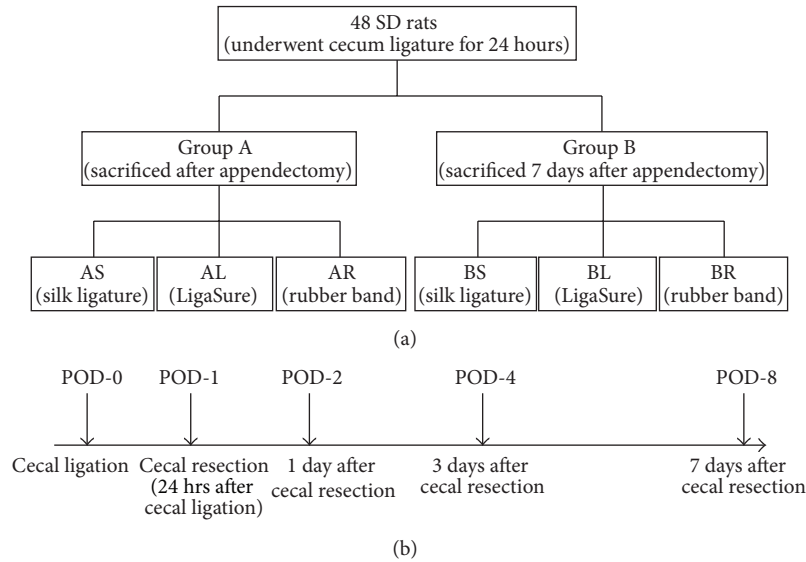 48 SD rats
(underwent cecum ligature for 24 hours)
Group A
(sacrificed after appendectomy)
Group B
(sacrificed 7 days after appendectomy)
AS
(silk ligature)
AL
(LigaSure)
AR
(rubber band)
BS
(silk ligature)
BL
(LigaSure)
BR
(rubber band)
(a)
POD-0
POD-1
POD-2
POD-4
POD-8
Cecal ligation
Cecal resection
(24 hrs after
cecal ligation)
1 day after
cecal resection
3 days after
cecal resection
7 days after
cecal resection
(b)